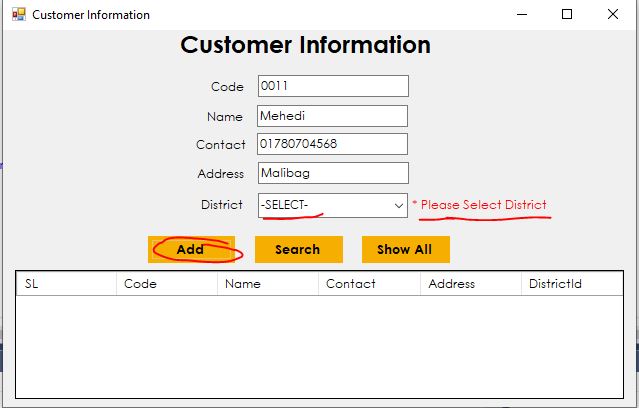 Customer Information
Customer Information
Code 0011
Name Mehedi
Contact 01780704568
Address Malibag
District -SELECT- * Please Select District
Add Search Show All
SL Code Name Contact Address DistrictId